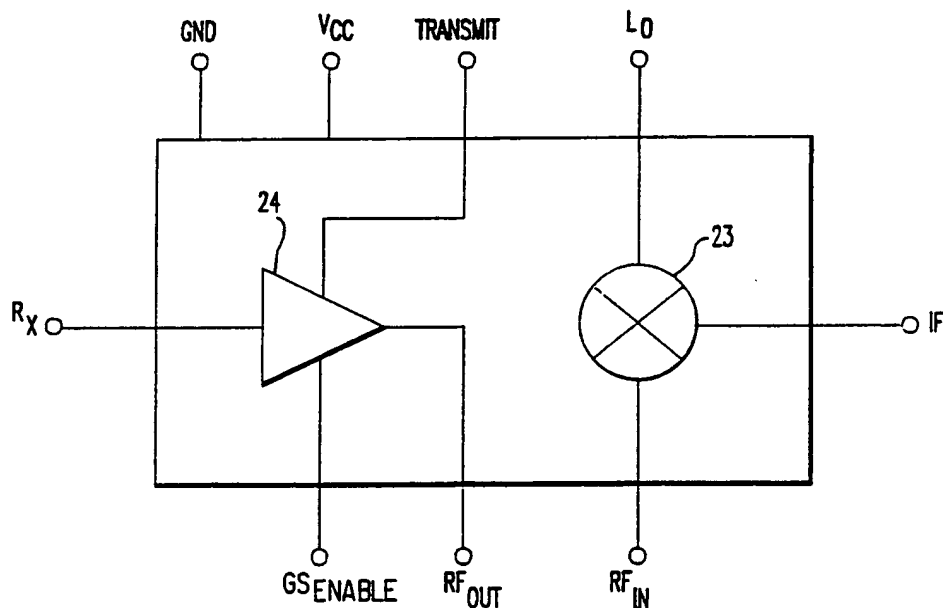 GND
VCC
TRANSMIT
LO
24
23
RX
IF
GSENABLE
RFOUT
RFIN